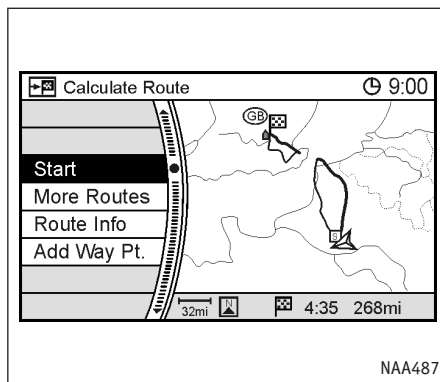 Calculate Route 9:00
GB
Start
More Routes
Route Info
Add Way Pt.
S
32mi N 4:35 268mi
NAA487